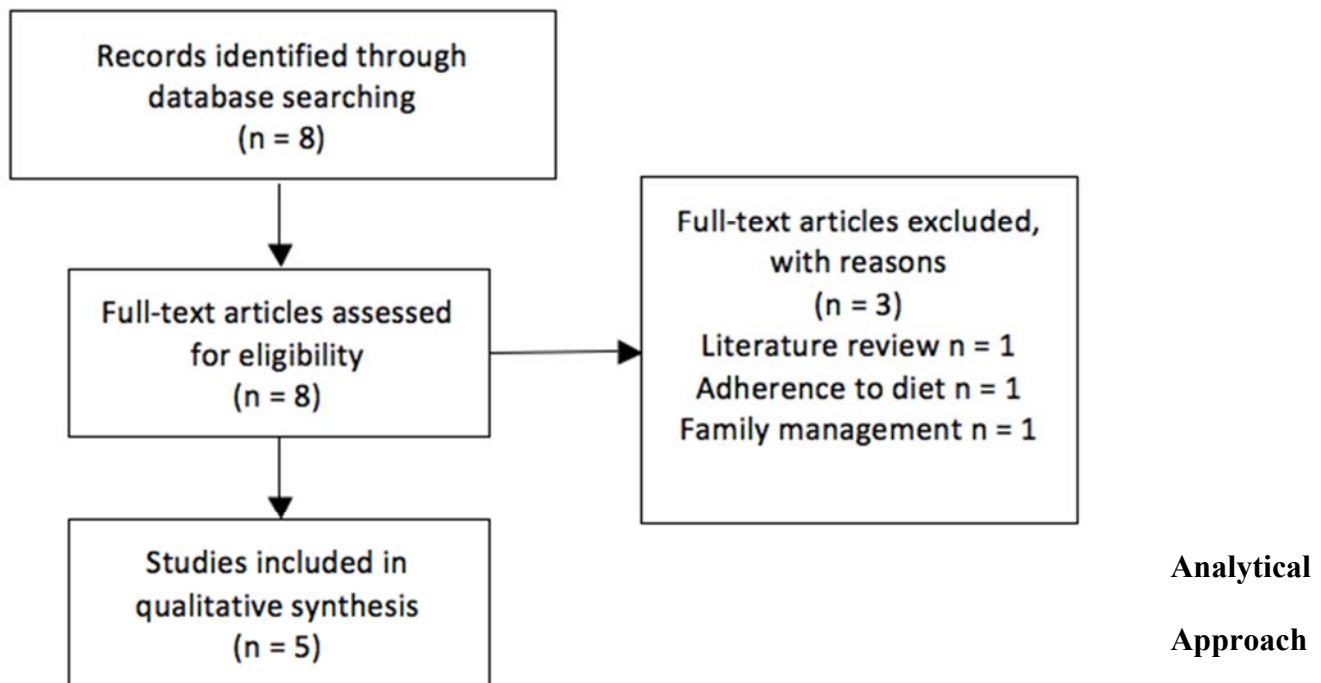 Records identified through
database searching
(n = 8)
Full-text articles assessed
for eligibility
(n = 8)
Full-text articles excluded,
with reasons
(n = 3)
Literature review n = 1
Adherence to diet n = 1
Family management n = 1
Studies included in
qualitative synthesis
(n = 5)
Analytical
Approach